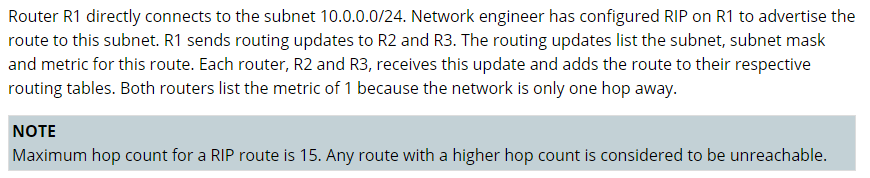 Router R1 directly connects to the subnet 10.0.0.0/24. Network engineer has configured RIP on R1 to advertise the
route to this subnet. R1 sends routing updates to R2 and R3. The routing updates list the subnet, subnet mask
and metric for this route. Each router, R2 and R3, receives this update and adds the route to their respective
routing tables. Both routers list the metric of 1 because the network is only one hop away.
NOTE
Maximum hop count for a RIP route is 15. Any route with a higher hop count is considered to be unreachable.